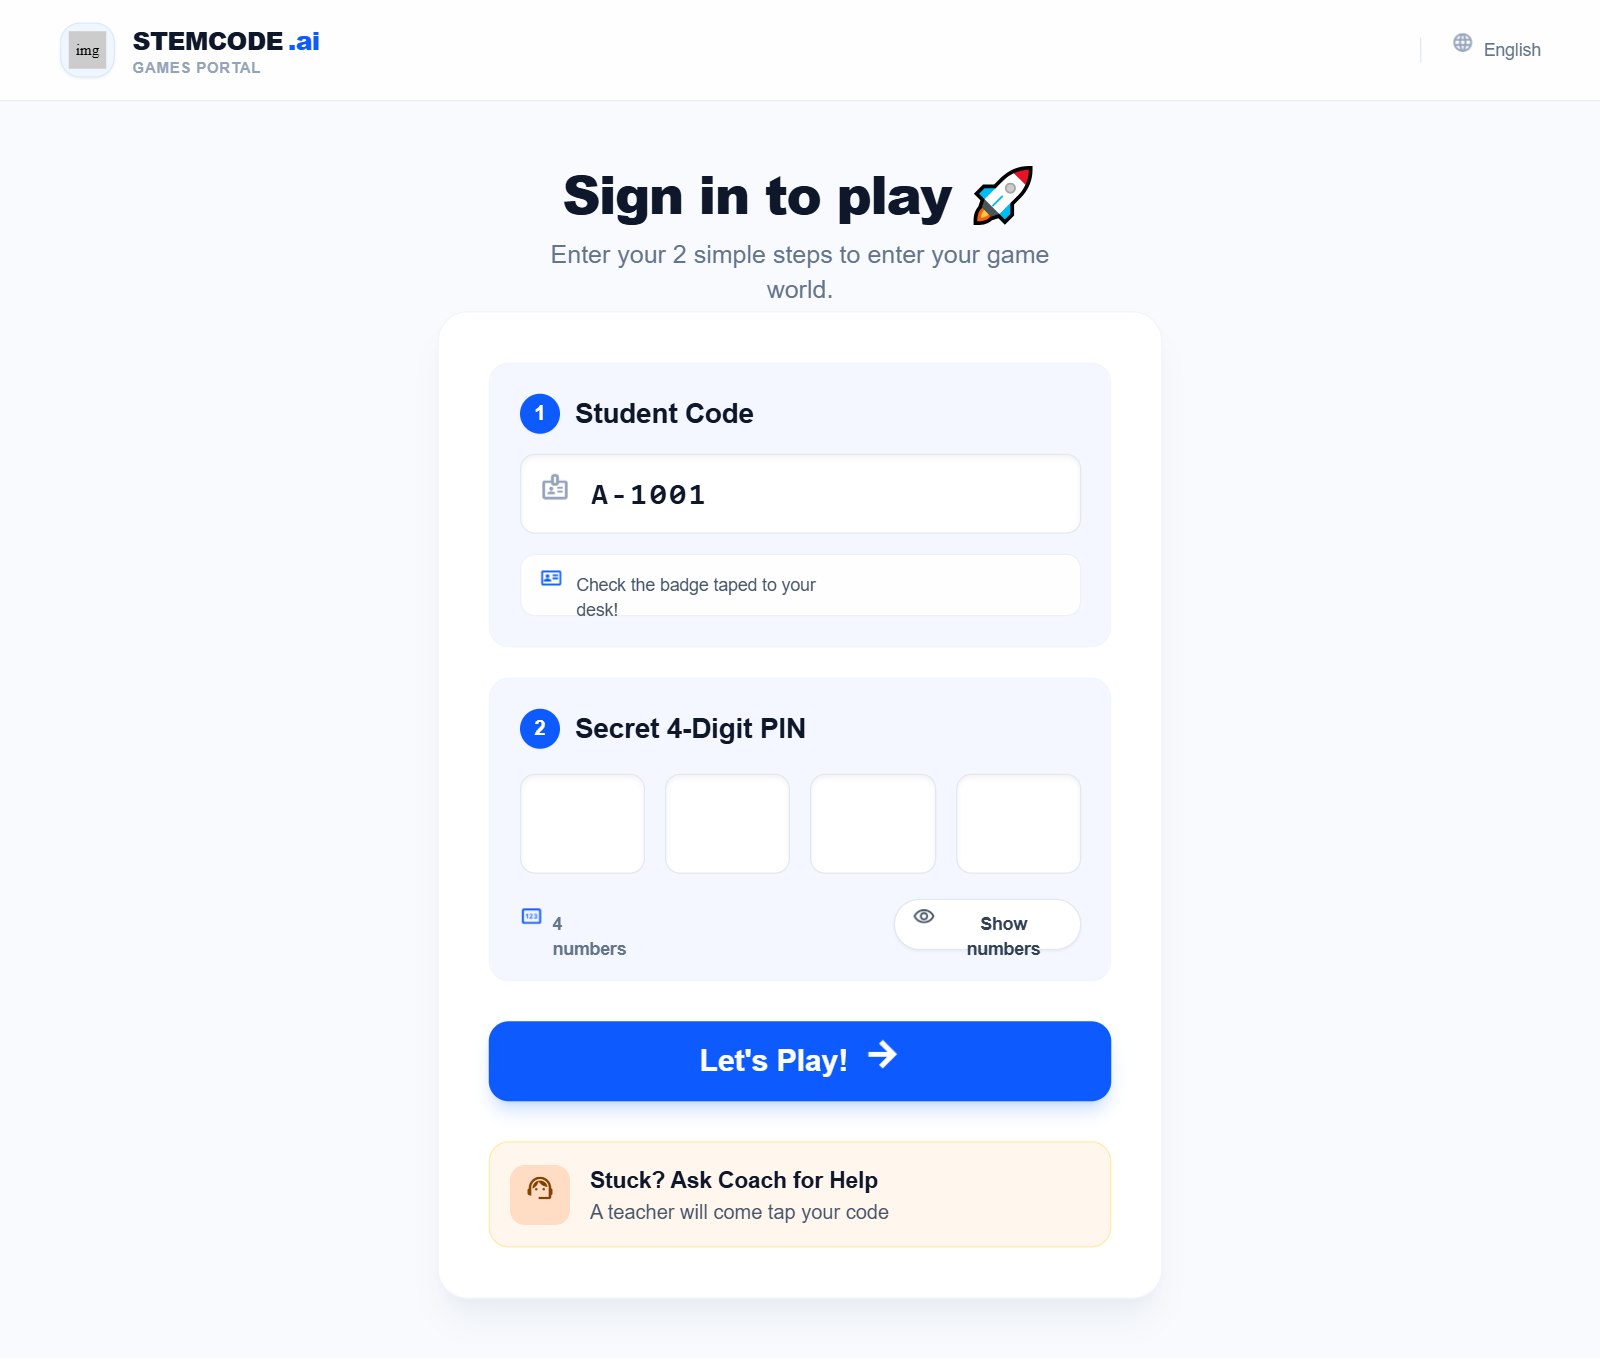 img
STEMCODE.ai
GAMES PORTAL
English
Sign in to play 🚀
Enter your 2 simple steps to enter your game
world.
1 Student Code
A-1001
Check the badge taped to your
desk!
2 Secret 4-Digit PIN
123
4
numbers
Show
numbers
Let's Play! →
Stuck? Ask Coach for Help
A teacher will come tap your code